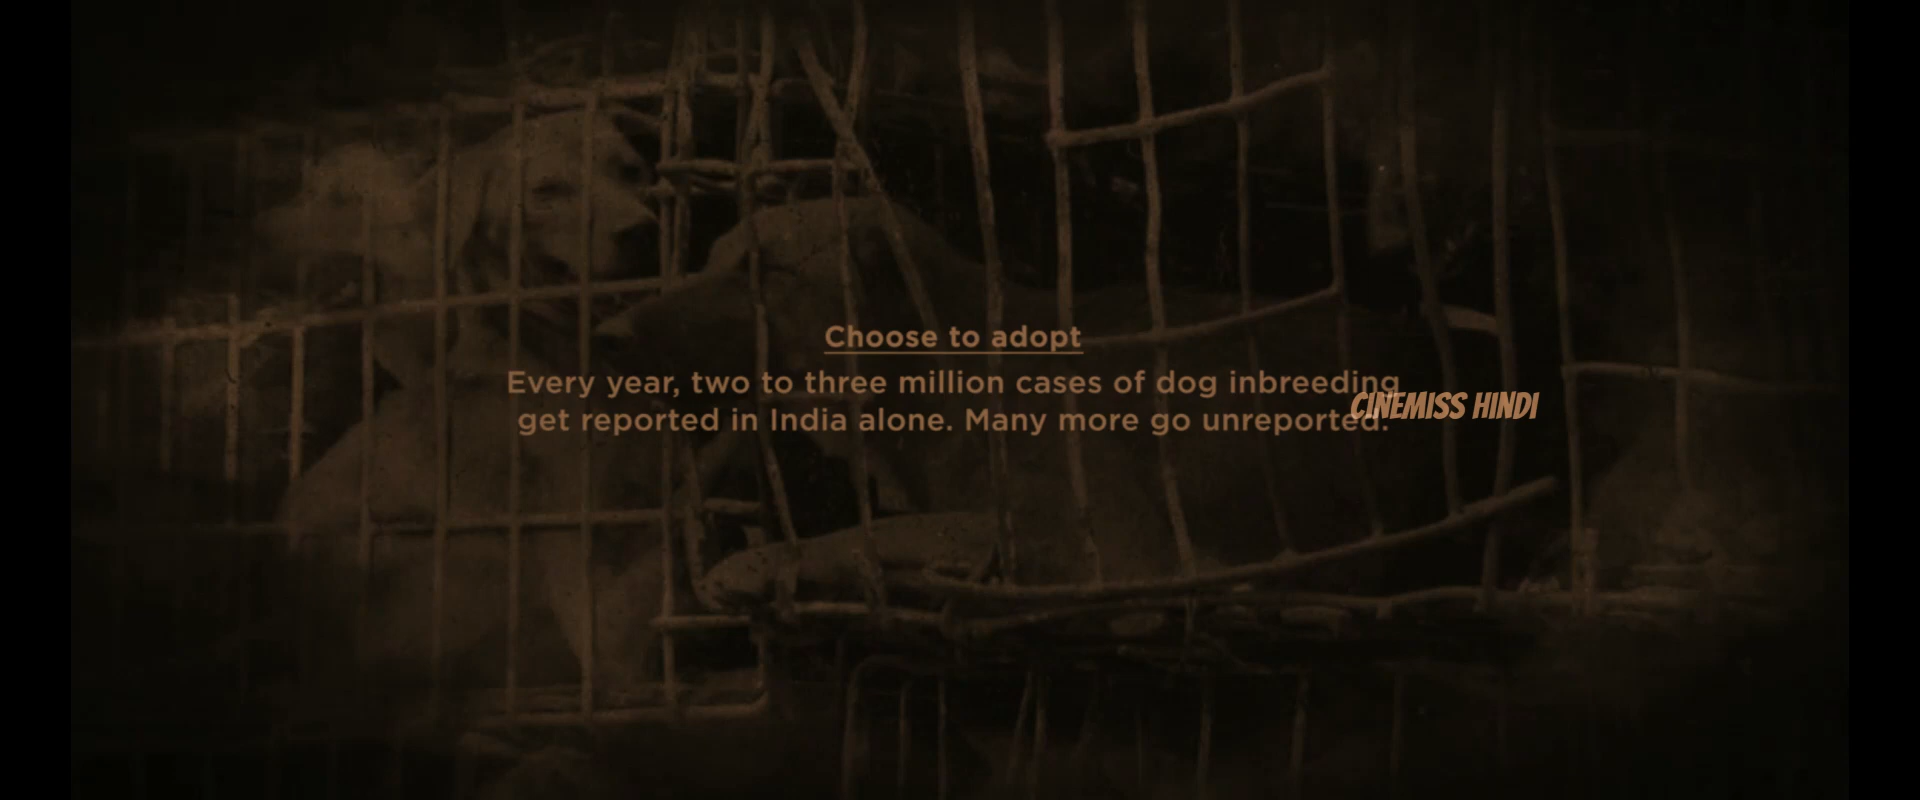 Choose to adopt
Every year, two to three million cases of dog inbreeding
get reported in India alone. Many more go unreported.
CINEMISS HINDI